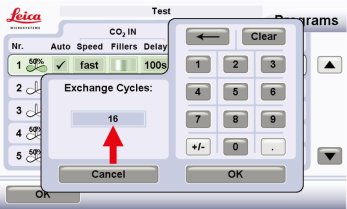 Leica
MICROSYSTEMS
Test
CO₂ IN
Nr. Auto Speed Fillers Delay
1 50% ✓ fast 100s
2
3
4 50%
5 50%
OK
Exchange Cycles:
16
Cancel
← Clear
1 2 3
4 5 6
7 8 9
+/- 0 .
OK